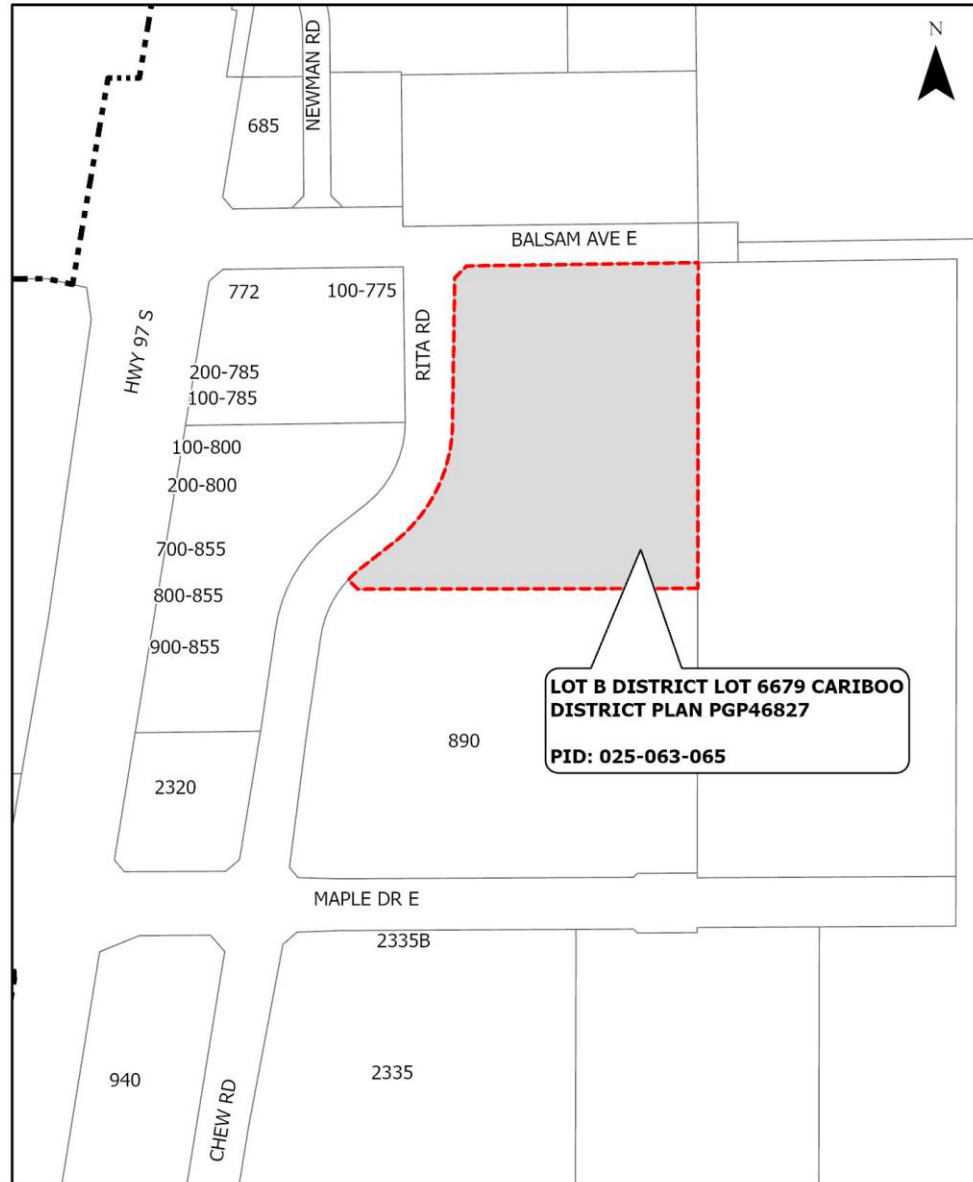 N
NEWMAN RD
685
BALSAM AVE E
772
100-775
HWY 97 S
RITA RD
200-785
100-785
100-800
200-800
700-855
800-855
900-855
LOT B DISTRICT LOT 6679 CARIBOO
DISTRICT PLAN PGP46827
PID: 025-063-065
890
2320
MAPLE DR E
2335B
940
CHEW RD
2335